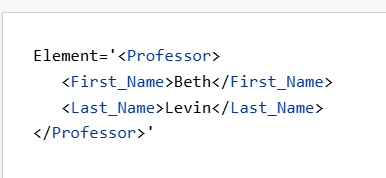 Element='<Professor>
<First_Name>Beth</First_Name>
<Last_Name>Levin</Last_Name>
</Professor>'